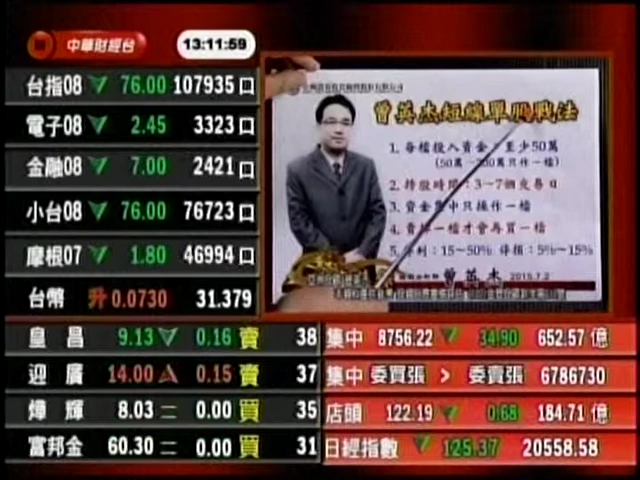 中華財經台
13:11:59
台指08 76.00 107935口
電子08 2.45 3323口
金融08 7.00 2421口
小台08 76.00 76723口
摩根07 1.80 46994口
台幣 升0.0730 31.379
曾英杰短線單股戰法
1. 每檔投入資金：至少50萬
(50萬－200萬只作一檔)
2. 持股時間：3～7個交易日
3. 資金集中只操作一檔
4. 賣掉一檔才會再買一檔
5. 停利：15～50% 停損：5%～15%
曾英杰 2015.7.2
皇昌 9.13 0.16 賣 38
迎廣 14.00 0.15 賣 37
燁輝 8.03 二 0.00 買 35
富邦金 60.30 二 0.00 買 31
集中 8756.22 34.90 652.57 億
集中 委買張 > 委賣張 6786730
店頭 122.19 0.68 184.71 億
日經指數 125.37 20558.58